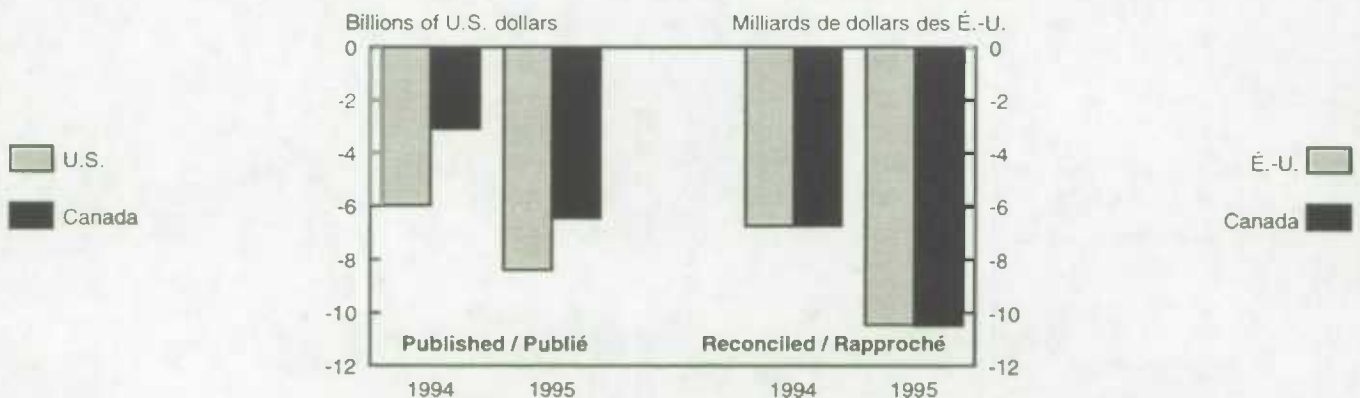 Billions of U.S. dollars
Milliards de dollars des É.-U.
0
-2
-4
-6
-8
-10
-12
0
-2
-4
-6
-8
-10
-12
U.S.
Canada
É.-U.
Canada
Published / Publié
Reconciled / Rapproché
1994
1995
1994
1995